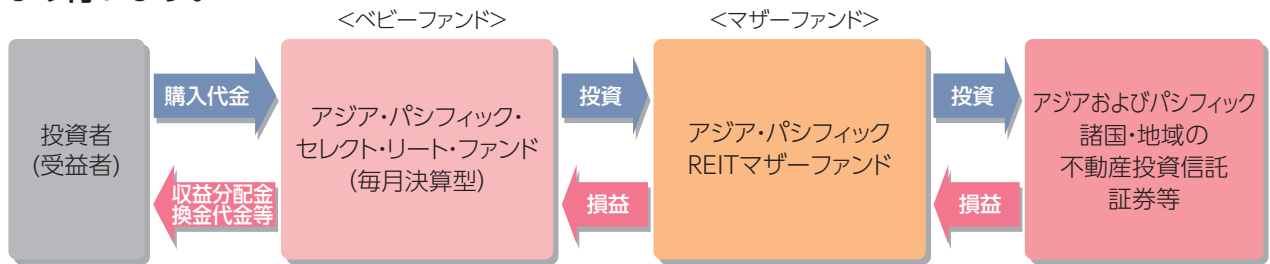 <ベビーファンド>
<マザーファンド>
投資者
(受益者)
購入代金
収益分配金
換金代金等
アジア・パシフィック・
セレクト・リート・ファンド
(毎月決算型)
投資
損益
アジア・パシフィック
REITマザーファンド
投資
損益
アジアおよびパシフィック
諸国・地域の
不動産投資信託
証券等